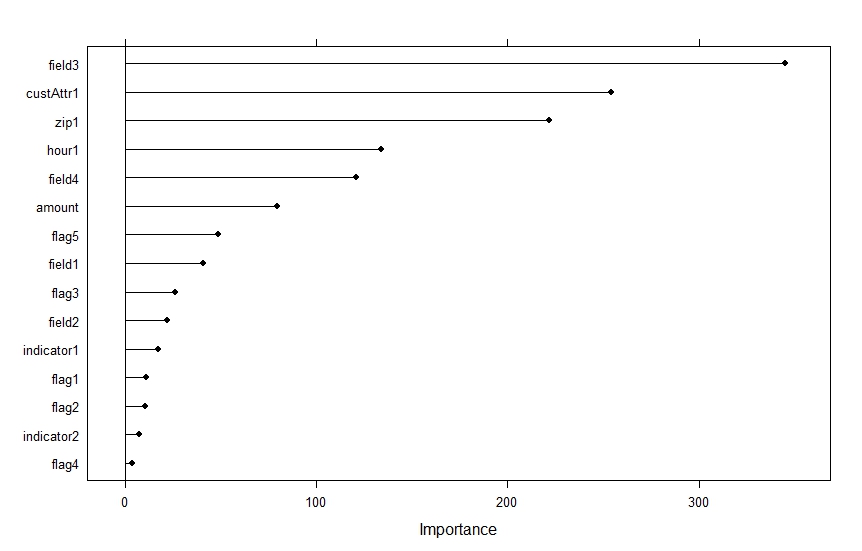 field3
custAttr1
zip1
hour1
field4
amount
flag5
field1
flag3
field2
indicator1
flag1
flag2
indicator2
flag4
0 100 200 300
Importance